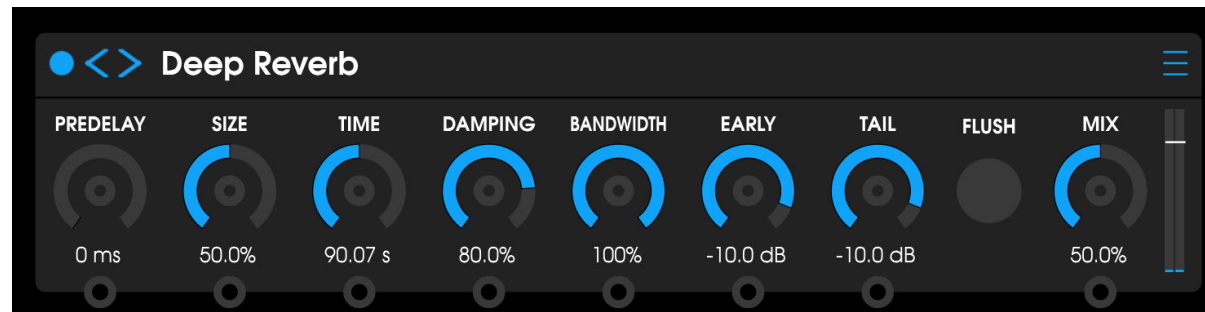 Deep Reverb
PREDELAY SIZE TIME DAMPING BANDWIDTH EARLY TAIL FLUSH MIX
0 ms 50.0% 90.07 s 80.0% 100% -10.0 dB -10.0 dB 50.0%